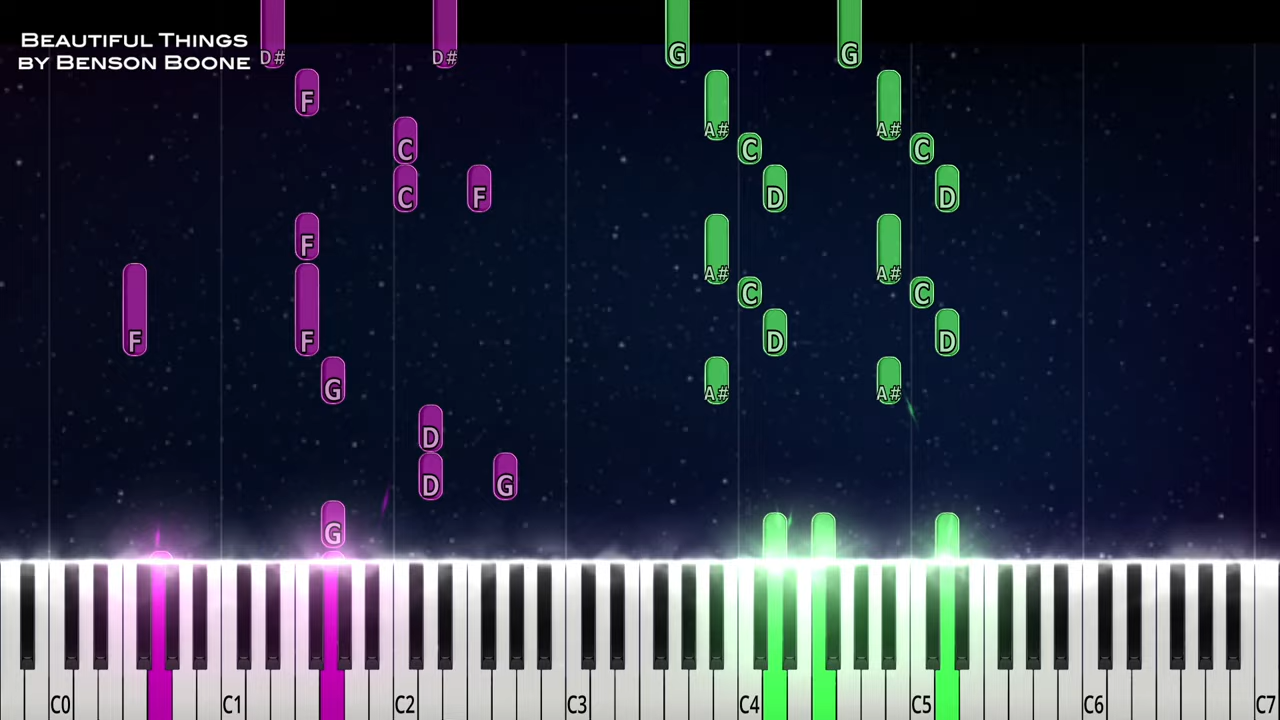 BEAUTIFUL THINGS
BY BENSON BOONE
D# D# G G
F
A# A#
C C C
C F D D
F
A# A#
C C
F F D D
G A# A#
D
D G
G
C0 C1 C2 C3 C4 C5 C6 C7